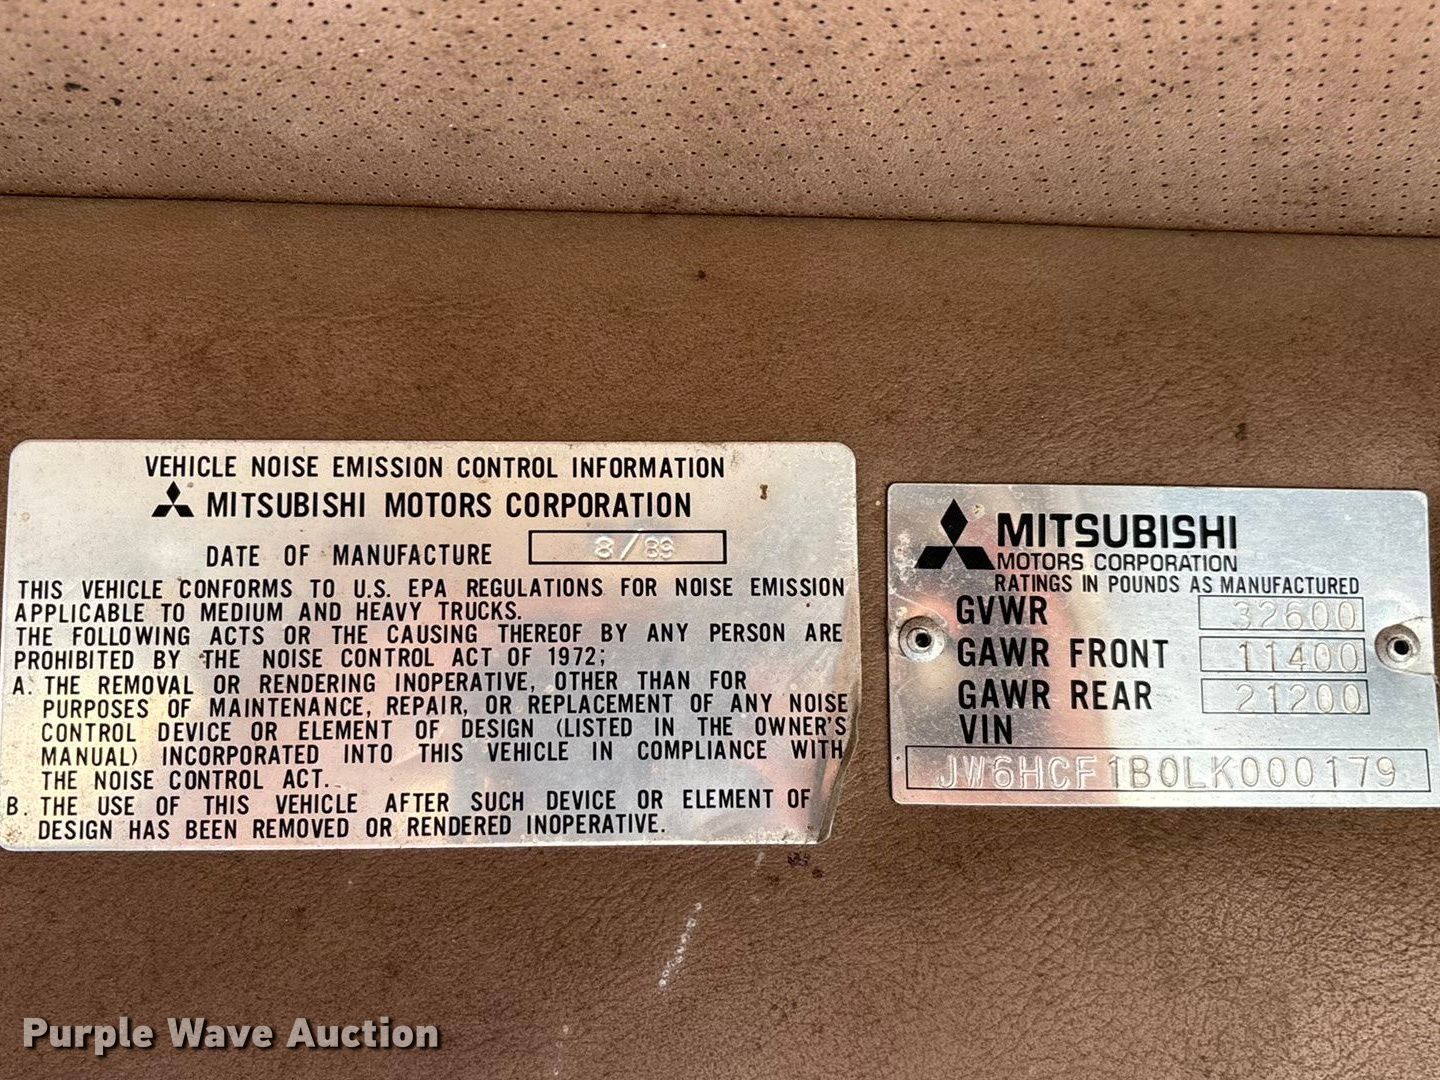 VEHICLE NOISE EMISSION CONTROL INFORMATION
MITSUBISHI MOTORS CORPORATION
DATE OF MANUFACTURE 8/89
THIS VEHICLE CONFORMS TO U.S. EPA REGULATIONS FOR NOISE EMISSION
APPLICABLE TO MEDIUM AND HEAVY TRUCKS.
THE FOLLOWING ACTS OR THE CAUSING THEREOF BY ANY PERSON ARE
PROHIBITED BY THE NOISE CONTROL ACT OF 1972;
A. THE REMOVAL OR RENDERING INOPERATIVE, OTHER THAN FOR
PURPOSES OF MAINTENANCE, REPAIR, OR REPLACEMENT OF ANY NOISE
CONTROL DEVICE OR ELEMENT OF DESIGN (LISTED IN THE OWNER'S
MANUAL) INCORPORATED INTO THIS VEHICLE IN COMPLIANCE WITH
THE NOISE CONTROL ACT.
B. THE USE OF THIS VEHICLE AFTER SUCH DEVICE OR ELEMENT OF
DESIGN HAS BEEN REMOVED OR RENDERED INOPERATIVE.
MITSUBISHI
MOTORS CORPORATION
RATINGS IN POUNDS AS MANUFACTURED
GVWR 32600
GAWR FRONT 11400
GAWR REAR 21200
VIN
JW6HCF1B0LK000179
Purple Wave Auction